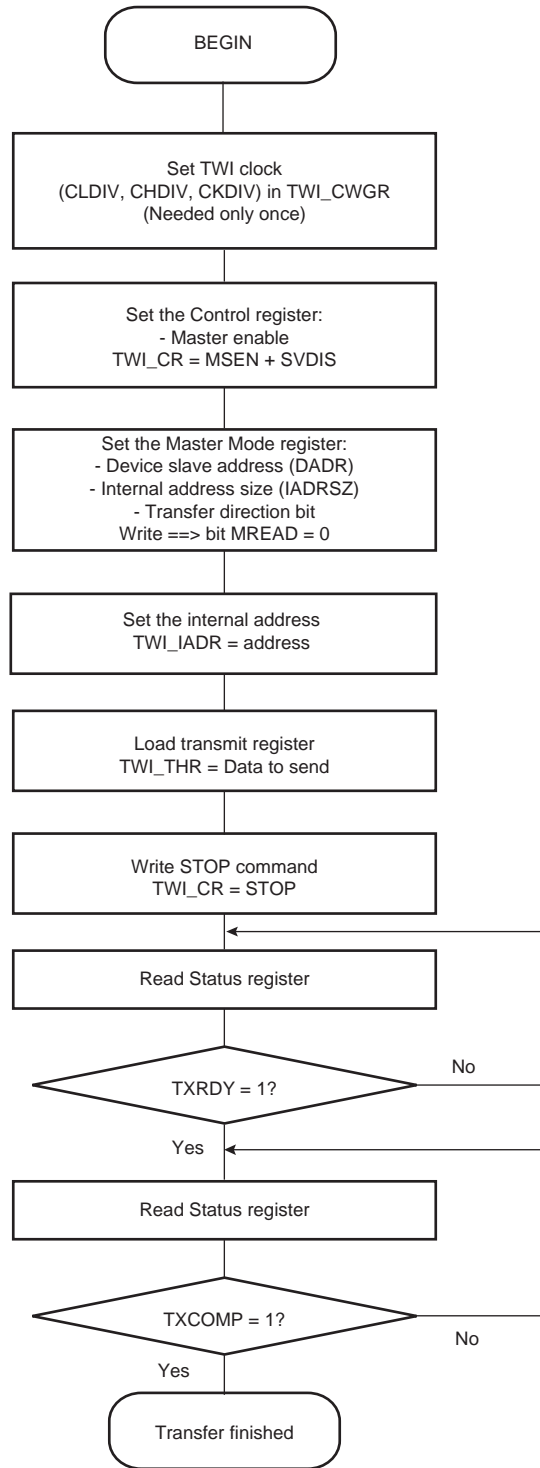 BEGIN
Set TWI clock
(CLDIV, CHDIV, CKDIV) in TWI_CWGR
(Needed only once)
Set the Control register:
- Master enable
TWI_CR = MSEN + SVDIS
Set the Master Mode register:
- Device slave address (DADR)
- Internal address size (IADRSZ)
- Transfer direction bit
Write ==> bit MREAD = 0
Set the internal address
TWI_IADR = address
Load transmit register
TWI_THR = Data to send
Write STOP command
TWI_CR = STOP
Read Status register
No
TXRDY = 1?
Yes
Read Status register
TXCOMP = 1?
No
Yes
Transfer finished